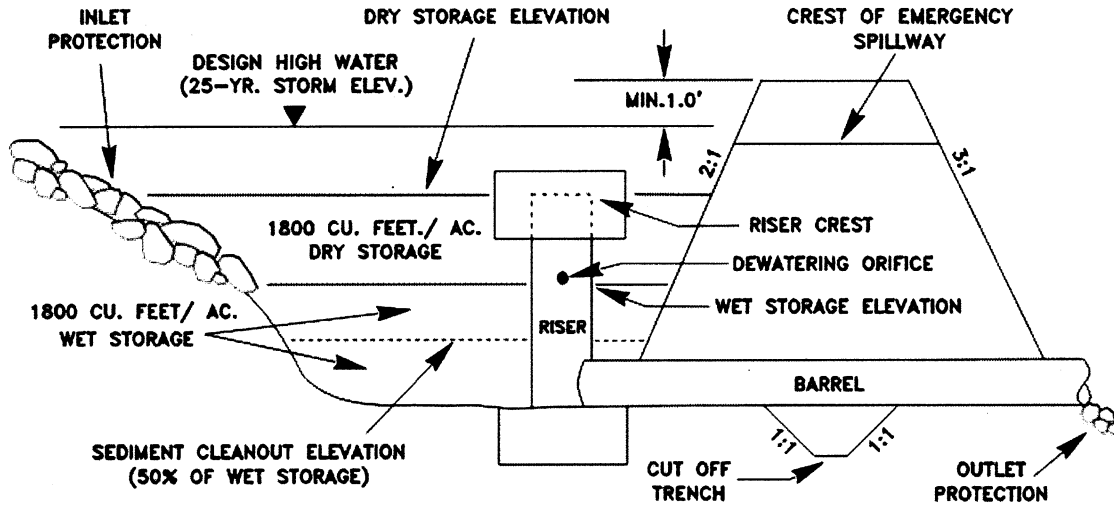 INLET
PROTECTION
DRY STORAGE ELEVATION
CREST OF EMERGENCY
SPILLWAY
DESIGN HIGH WATER
(25-YR. STORM ELEV.)
MIN.1.0'
2:1
3:1
1800 CU. FEET./ AC.
DRY STORAGE
RISER CREST
DEWATERING ORIFICE
WET STORAGE ELEVATION
1800 CU. FEET/ AC.
WET STORAGE
RISER
BARREL
SEDIMENT CLEANOUT ELEVATION
(50% OF WET STORAGE)
1:1
1:1
CUT OFF
TRENCH
OUTLET
PROTECTION